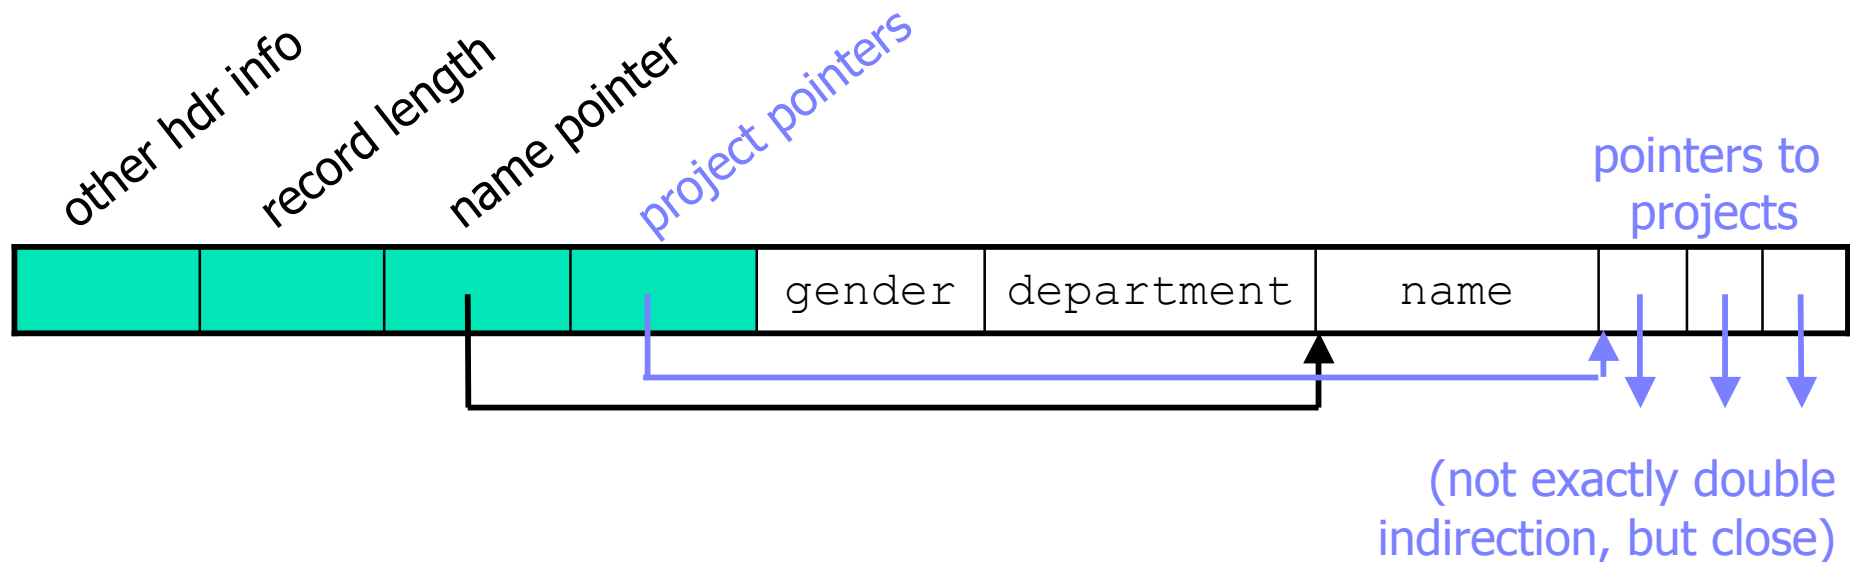 other hdr info
record length
name pointer
project pointers
pointers to
projects
gender
department
name
(not exactly double
indirection, but close)